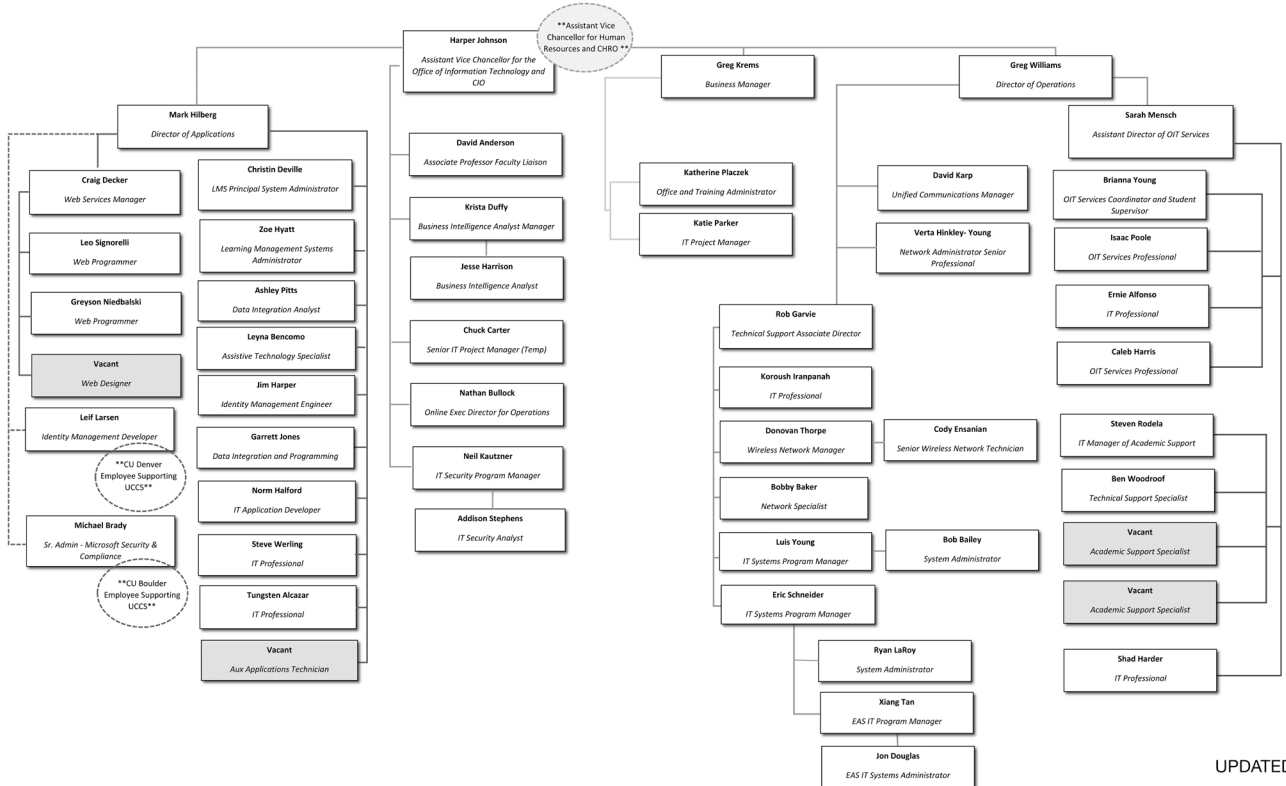 **Assistant Vice
Chancellor for Human
Resources and CHRO **
Harper Johnson
Assistant Vice Chancellor for the
Office of Information Technology and
CIO
Greg Krems
Business Manager
Greg Williams
Director of Operations
Mark Hilberg
Director of Applications
Sarah Mensch
Assistant Director of OIT Services
Craig Decker
Web Services Manager
Leo Signorelli
Web Programmer
Greyson Niedbalski
Web Programmer
Vacant
Web Designer
Leif Larsen
Identity Management Developer
**CU Denver
Employee Supporting
UCCS**
Michael Brady
Sr. Admin - Microsoft Security &
Compliance
**CU Boulder
Employee Supporting
UCCS**
Christin Deville
LMS Principal System Administrator
Zoe Hyatt
Learning Management Systems
Administrator
Ashley Pitts
Data Integration Analyst
Leyna Bencomo
Assistive Technology Specialist
Jim Harper
Identity Management Engineer
Garrett Jones
Data Integration and Programming
Norm Halford
IT Application Developer
Steve Werling
IT Professional
Tungsten Alcazar
IT Professional
Vacant
Aux Applications Technician
David Anderson
Associate Professor Faculty Liaison
Krista Duffy
Business Intelligence Analyst Manager
Jesse Harrison
Business Intelligence Analyst
Chuck Carter
Senior IT Project Manager (Temp)
Nathan Bullock
Online Exec Director for Operations
Neil Kautzner
IT Security Program Manager
Addison Stephens
IT Security Analyst
Katherine Placzek
Office and Training Administrator
Katie Parker
IT Project Manager
David Karp
Unified Communications Manager
Verta Hinkley- Young
Network Administrator Senior
Professional
Rob Garvie
Technical Support Associate Director
Koroush Iranpanah
IT Professional
Donovan Thorpe
Wireless Network Manager
Cody Ensanian
Senior Wireless Network Technician
Bobby Baker
Network Specialist
Luis Young
IT Systems Program Manager
Bob Bailey
System Administrator
Eric Schneider
IT Systems Program Manager
Ryan LaRoy
System Administrator
Xiang Tan
EAS IT Program Manager
Jon Douglas
EAS IT Systems Administrator
Brianna Young
OIT Services Coordinator and Student
Supervisor
Isaac Poole
OIT Services Professional
Ernie Alfonso
IT Professional
Caleb Harris
OIT Services Professional
Steven Rodela
IT Manager of Academic Support
Ben Woodroof
Technical Support Specialist
Vacant
Academic Support Specialist
Vacant
Academic Support Specialist
Shad Harder
IT Professional
UPDATED